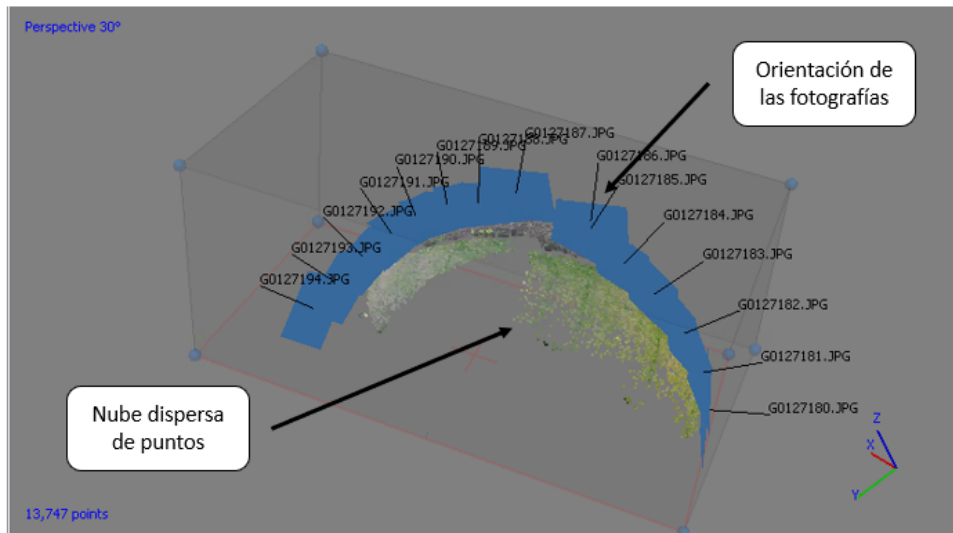 Perspective 30°
Orientación de
las fotografías
G0127187.JPG
G0127188.JPG
G0127189.JPG
G0127190.JPG
G0127191.JPG
G0127192.JPG
G0127193.JPG
G0127194.JPG
G0127186.JPG
G0127185.JPG
G0127184.JPG
G0127183.JPG
G0127182.JPG
G0127181.JPG
G0127180.JPG
Nube dispersa
de puntos
Z
X
Y
13,747 points